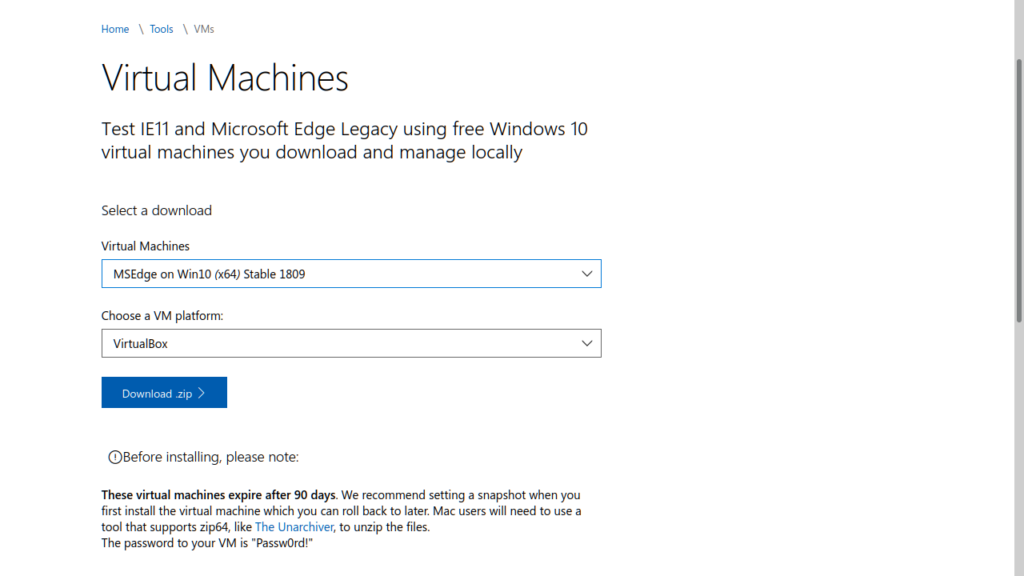 Home \ Tools \ VMs
Virtual Machines
Test IE11 and Microsoft Edge Legacy using free Windows 10
virtual machines you download and manage locally
Select a download
Virtual Machines
MSEdge on Win10 (x64) Stable 1809
Choose a VM platform:
VirtualBox
Download .zip
Before installing, please note:
These virtual machines expire after 90 days. We recommend setting a snapshot when you
first install the virtual machine which you can roll back to later. Mac users will need to use a
tool that supports zip64, like The Unarchiver, to unzip the files.
The password to your VM is "Passw0rd!"